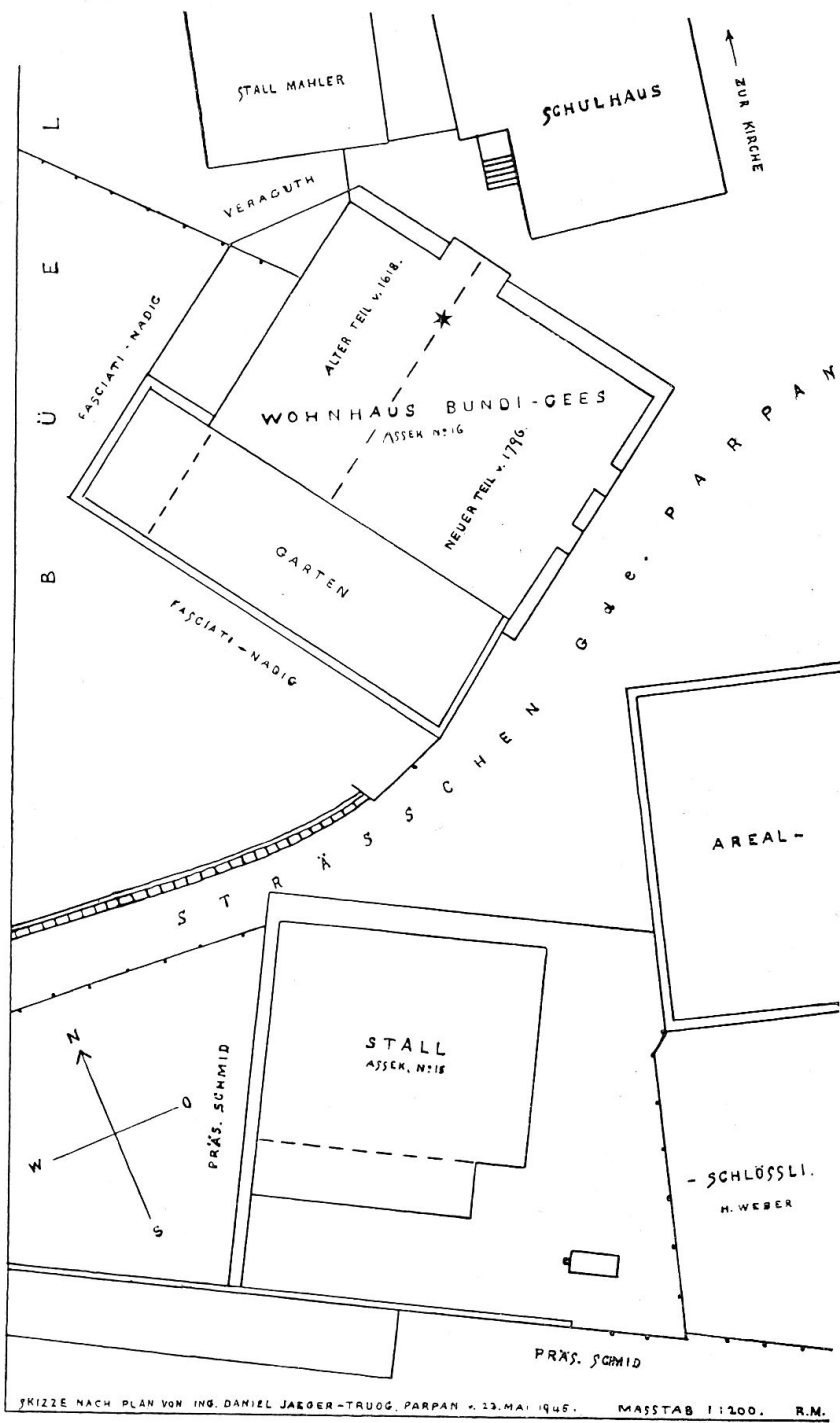 STALL MAHLER
SCHULHAUS
ZUR KIRCHE
BÜEL
VERAGUTH
FASCIATI-NADIG
ALTER TEIL v. 1618.
WOHNHAUS BUNDI-GEES
ASSEK No 16
NEUER TEIL v. 1796.
GARTEN
FASCIATI-NADIG
STRÄSSCHEN Gde. PARPAN
AREAL-
STALL
ASSEK. No 15
PRÄS. SCHMID
N
O
W
S
-SCHLÖSSLI.
H. WEBER
PRÄS. SCHMID
SKIZZE NACH PLAN VON ING. DANIEL JAEGER-TRUOG, PARPAN v. 23. MAI 1945. MASSTAB 1:200. R.M.